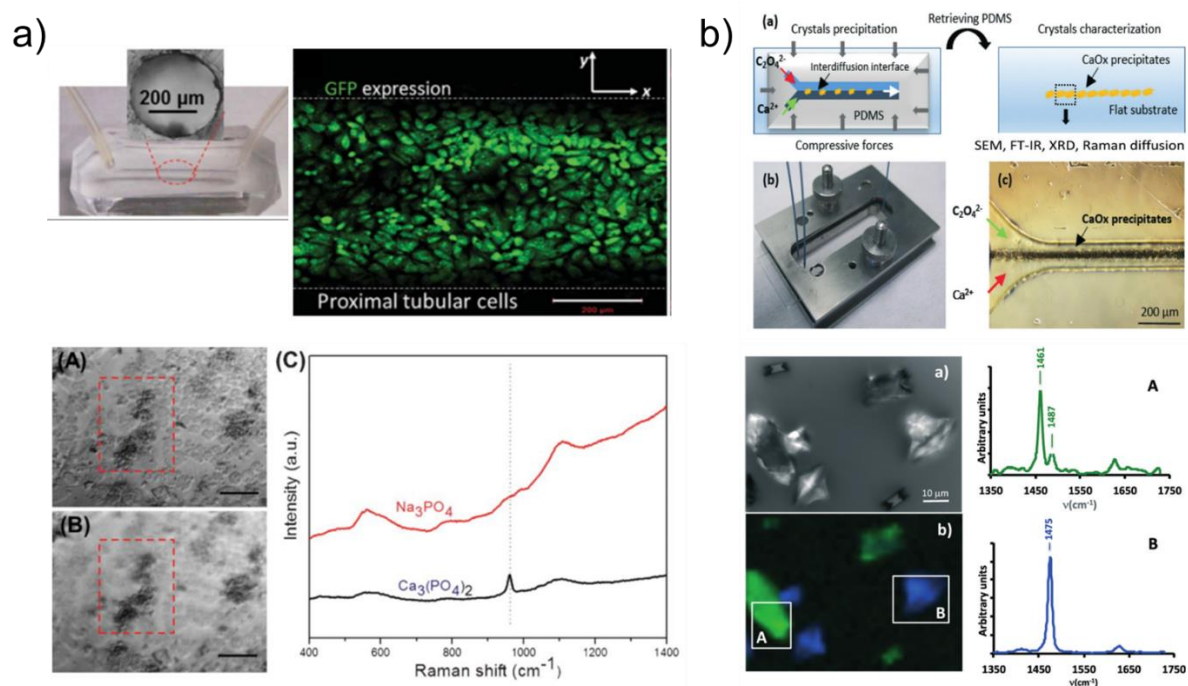 a)
200 µm
GFP expression
y
x
Proximal tubular cells
200 µm
(A)
(B)
(C)
Intensity (a.u.)
Na₃PO₄
Ca₃(PO₄)₂
400 600 800 1000 1200 1400
Raman shift (cm⁻¹)
b)
(a)
Crystals precipitation
Retrieving PDMS
Crystals characterization
C₂O₄²⁻
Interdiffusion interface
Ca²⁺
PDMS
Compressive forces
CaOx precipitates
Flat substrate
SEM, FT-IR, XRD, Raman diffusion
(b)
(c)
C₂O₄²⁻
CaOx precipitates
Ca²⁺
200 µm
a)
10 µm
b)
A
B
A
Arbitrary units
1461
1487
1350 1450 1550 1650 1750
ν(cm⁻¹)
B
Arbitrary units
1475
1350 1450 1550 1650 1750
ν(cm⁻¹)